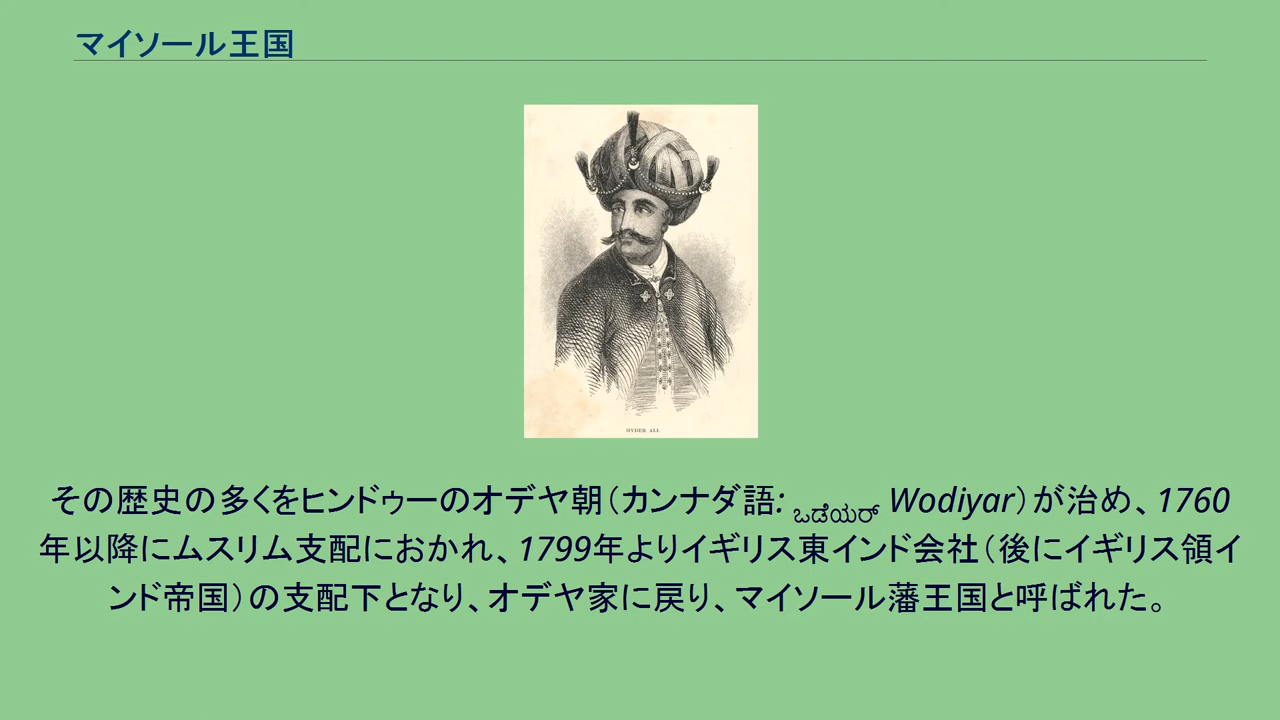 マイソール王国
HYDER ALI.
その歴史の多くをヒンドゥーのオデヤ朝（カンナダ語: ಒಡೆಯರ್ Wodiyar）が治め、1760
年以降にムスリム支配におかれ、1799年よりイギリス東インド会社（後にイギリス領イ
ンド帝国）の支配下となり、オデヤ家に戻り、マイソール藩王国と呼ばれた。